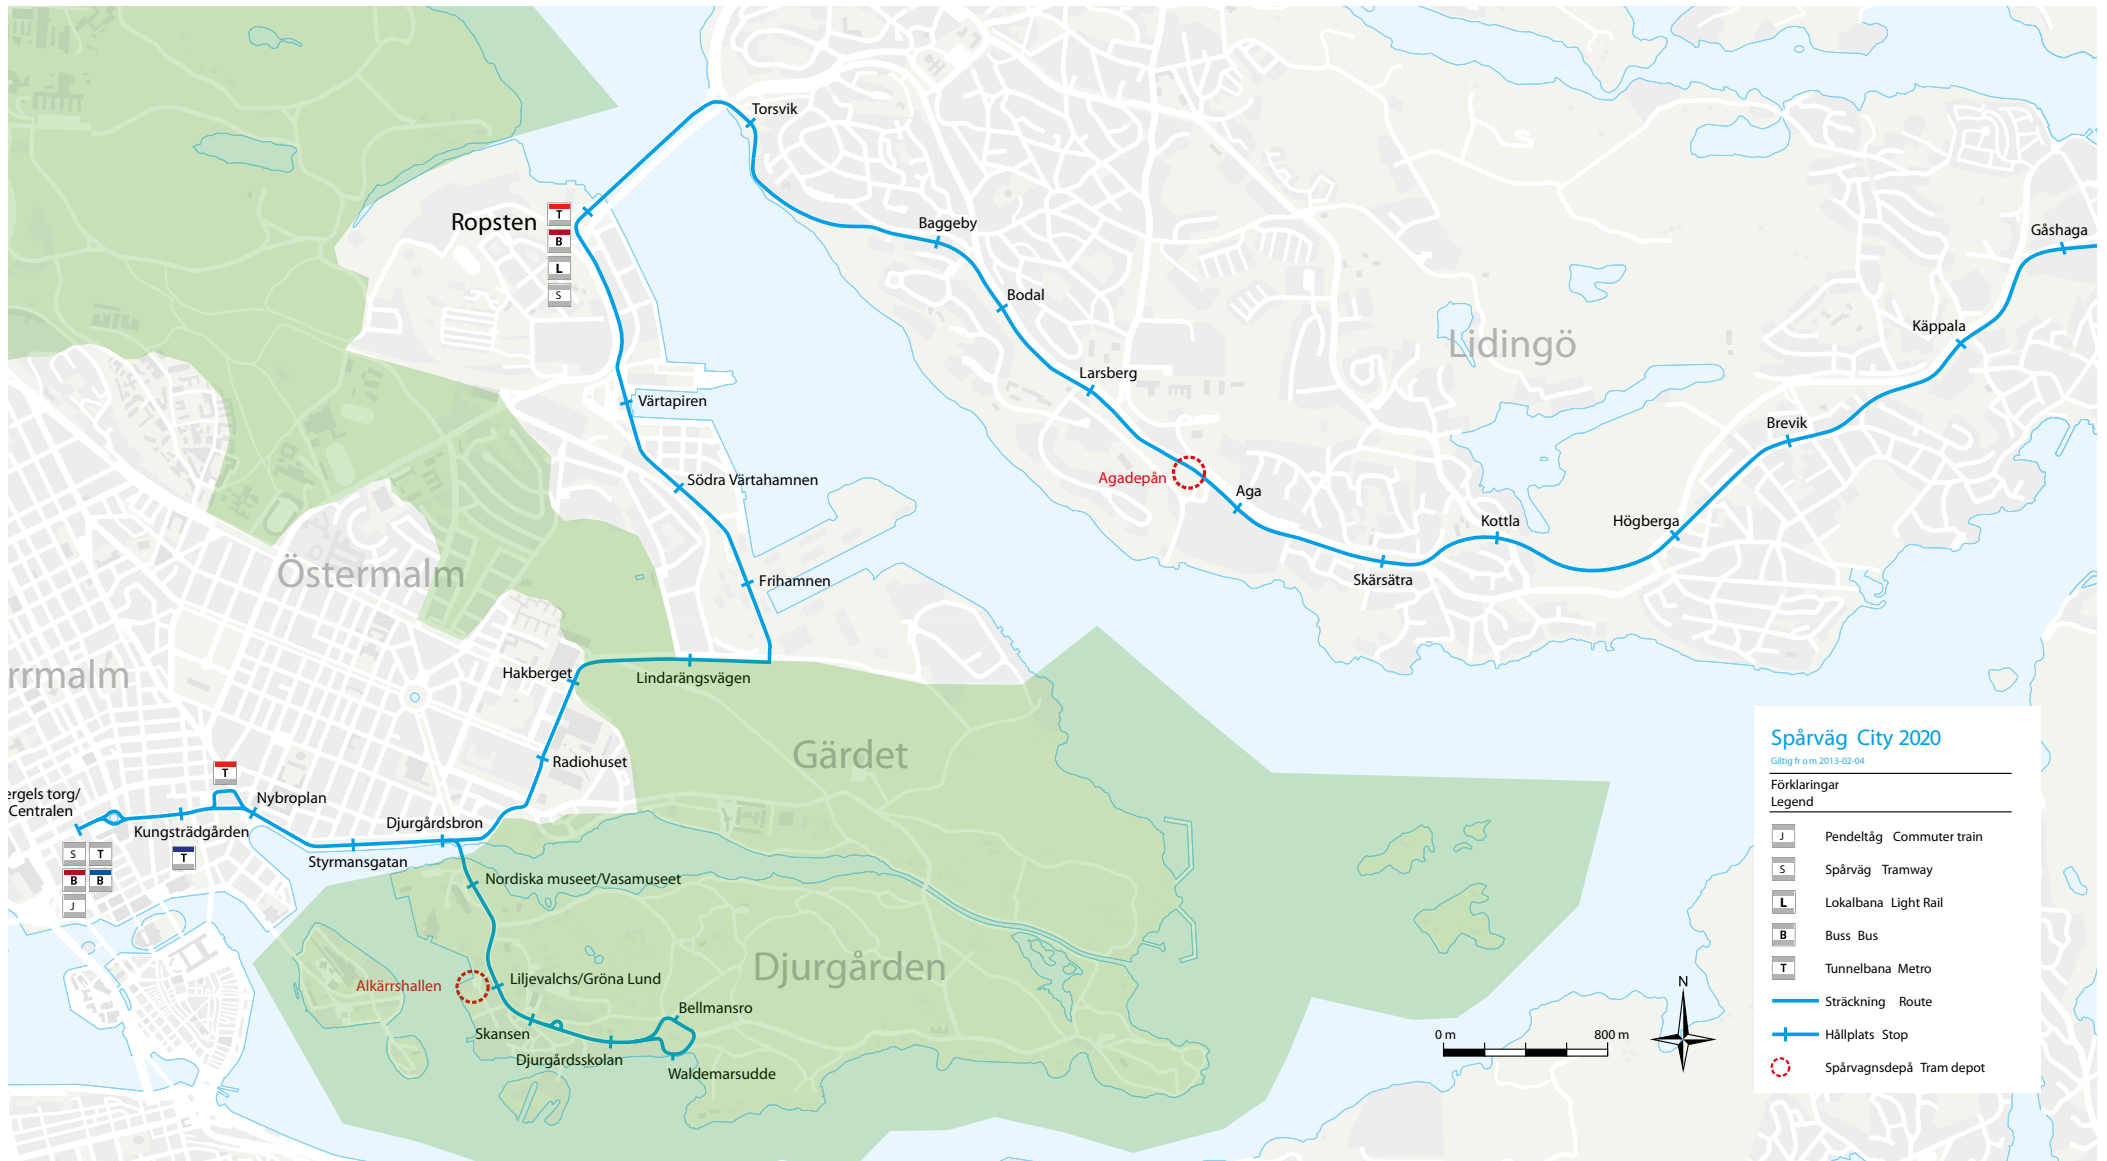 Torsvik
Ropsten
T
B
L
S
Baggeby
Gåshaga
Bodal
Käppala
Lidingö
Larsberg
Värtapiren
Brevik
Agadepån
Södra Värtahamnen
Aga
Kottla
Högberga
Östermalm
Frihamnen
Skärsätra
rrmalm
Hakberget
Lindarängsvägen
Gärdet
Radiohuset
T
ergels torg/
Centralen
Nybroplan
Kungsträdgården
T
Djurgårdsbron
Styrmansgatan
S T
B B
J
Nordiska museet/Vasamuseet
Djurgården
Alkärrshallen
Liljevalchs/Gröna Lund
Bellmansro
Skansen
Djurgårdsskolan
Waldemarsudde
0 m 800 m
N
Spårväg City 2020
Giltig from 2013-02-04
Förklaringar
Legend
J Pendeltåg Commuter train
S Spårväg Tramway
L Lokalbana Light Rail
B Buss Bus
T Tunnelbana Metro
Sträckning Route
Hållplats Stop
Spårvagnsdepå Tram depot